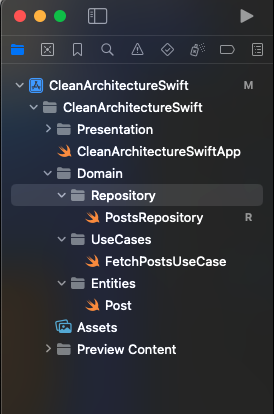 CleanArchitectureSwift M
CleanArchitectureSwift
Presentation
CleanArchitectureSwiftApp
Domain
Repository
PostsRepository R
UseCases
FetchPostsUseCase
Entities
Post
Assets
Preview Content